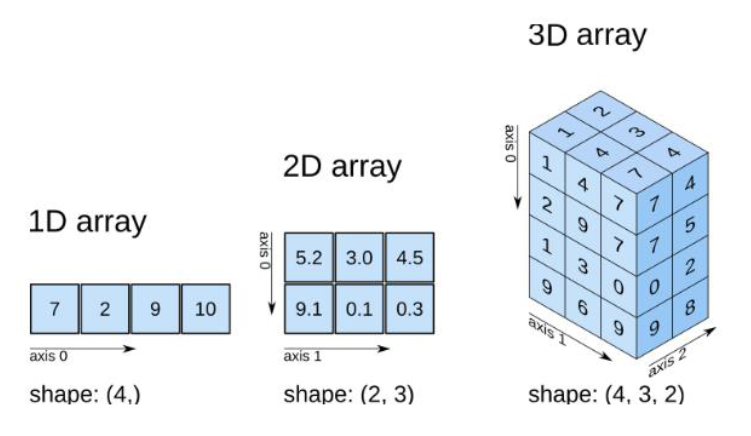 1D array
7 2 9 10
axis 0
shape: (4,)
2D array
axis 0
5.2 3.0 4.5
9.1 0.1 0.3
axis 1
shape: (2, 3)
3D array
axis 0
2
1 3
4 4
7
1 4 7
2 9 7
1 3 0
9 6 9
7 4
7 5
0 2
9 8
axis 1
axis 2
shape: (4, 3, 2)